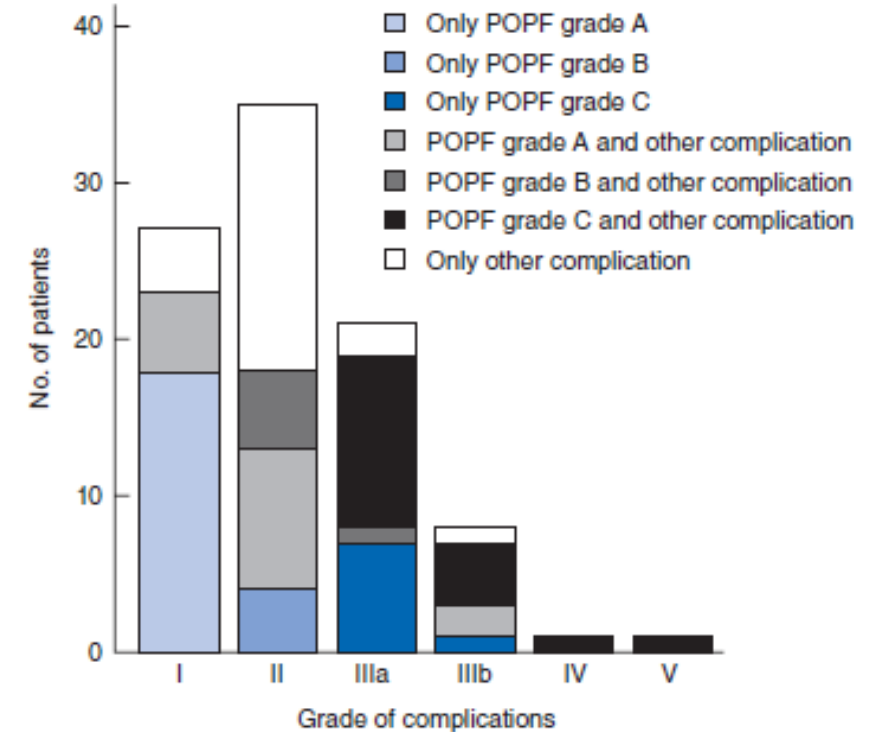 40
30
20
10
0
No. of patients
Only POPF grade A
Only POPF grade B
Only POPF grade C
POPF grade A and other complication
POPF grade B and other complication
POPF grade C and other complication
Only other complication
I II IIIa IIIb IV V
Grade of complications